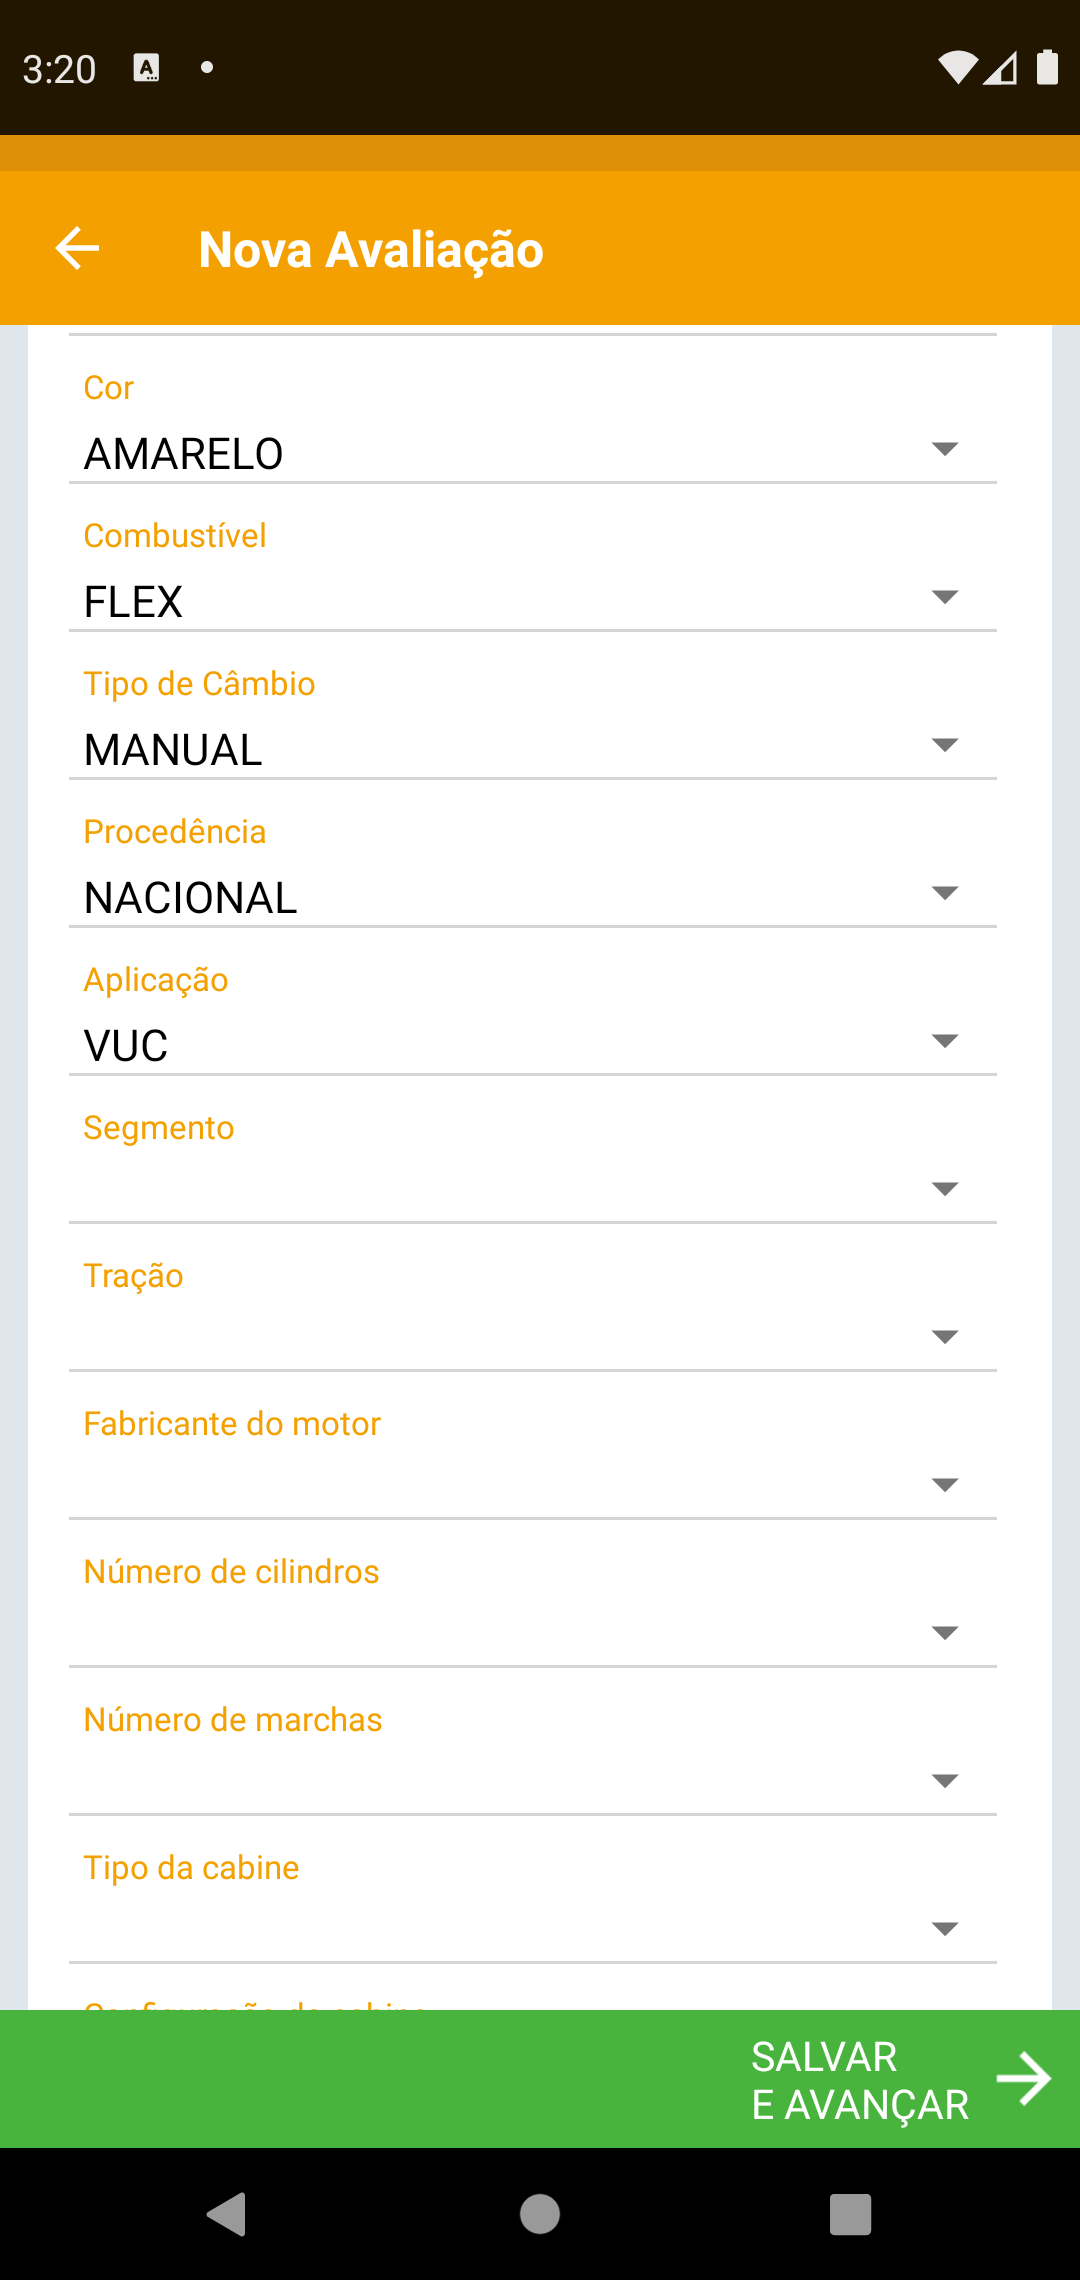 3:20
Nova Avaliação
Cor
AMARELO
Combustível
FLEX
Tipo de Câmbio
MANUAL
Procedência
NACIONAL
Aplicação
VUC
Segmento
Tração
Fabricante do motor
Número de cilindros
Número de marchas
Tipo da cabine
SALVAR
E AVANÇAR